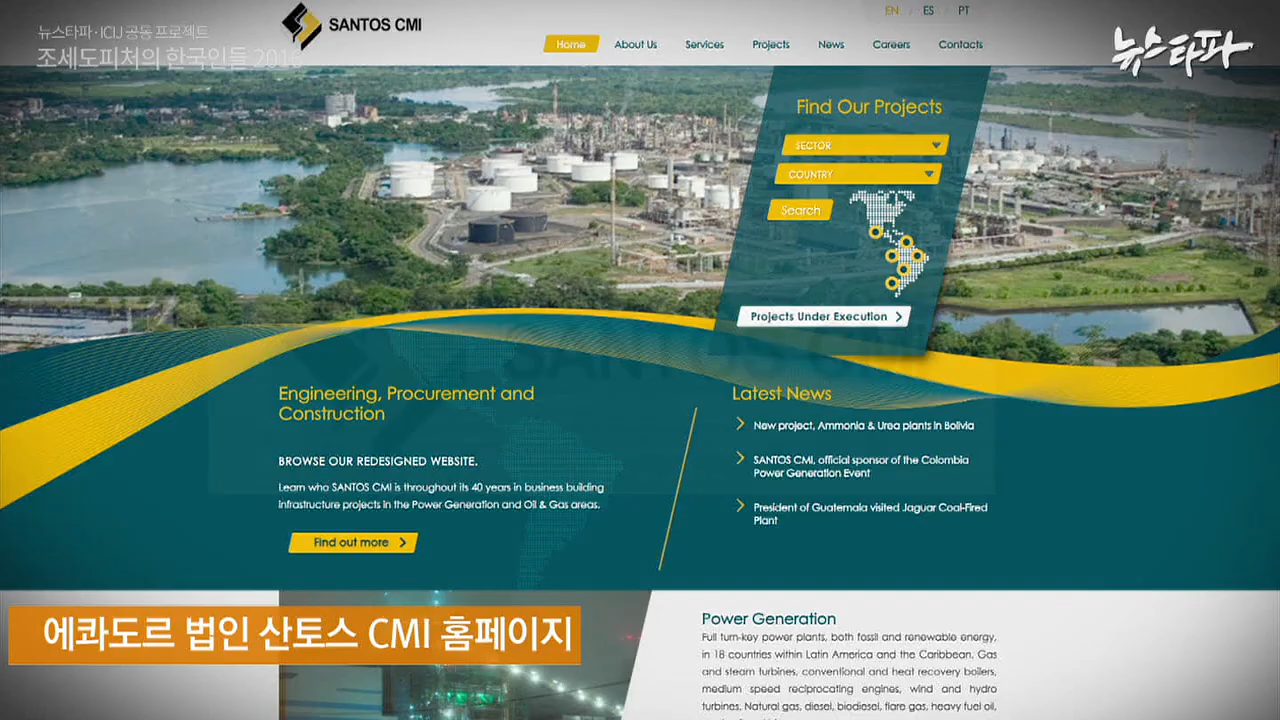 뉴스타파·ICIJ 공동 프로젝트
조세도피처의 한국인들 2016
뉴스타파
SANTOS CMI
EN / ES / PT
Home About Us Services Projects News Careers Contacts
Find Our Projects
SECTOR
COUNTRY
Search
Projects Under Execution
SANTOS CMI
Engineering, Procurement and
Construction
BROWSE OUR REDESIGNED WEBSITE.
Learn who SANTOS CMI is throughout its 40 years in business building
infrastructure projects in the Power Generation and Oil & Gas areas.
Find out more
Latest News
New project, Ammonia & Urea plants in Bolivia
SANTOS CMI, official sponsor of the Colombia
Power Generation Event
President of Guatemala visited Jaguar Coal-Fired
Plant
에콰도르 법인 산토스 CMI 홈페이지
Power Generation
Full turn-key power plants, both fossil and renewable energy,
in 18 countries within Latin America and the Caribbean. Gas
and steam turbines, conventional and heat recovery boilers,
medium speed reciprocating engines, wind and hydro
turbines. Natural gas, diesel, biodiesel, flare gas, heavy fuel oil,